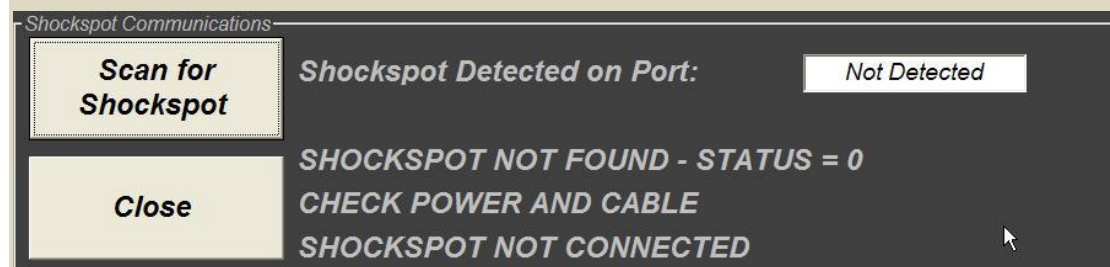 Shockspot Communications
Scan for
Shockspot
Shockspot Detected on Port:
Not Detected
SHOCKSPOT NOT FOUND - STATUS = 0
Close
CHECK POWER AND CABLE
SHOCKSPOT NOT CONNECTED